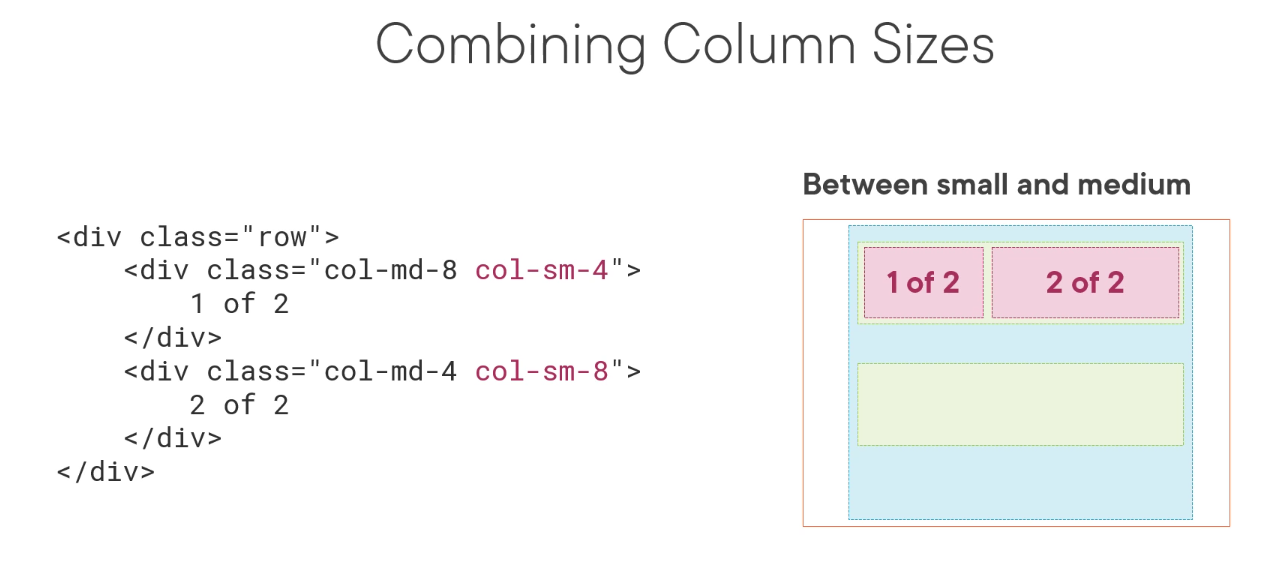 Combining Column Sizes
Between small and medium
<div class="row">
    <div class="col-md-8 col-sm-4">
        1 of 2
    </div>
    <div class="col-md-4 col-sm-8">
        2 of 2
    </div>
</div>
1 of 2
2 of 2